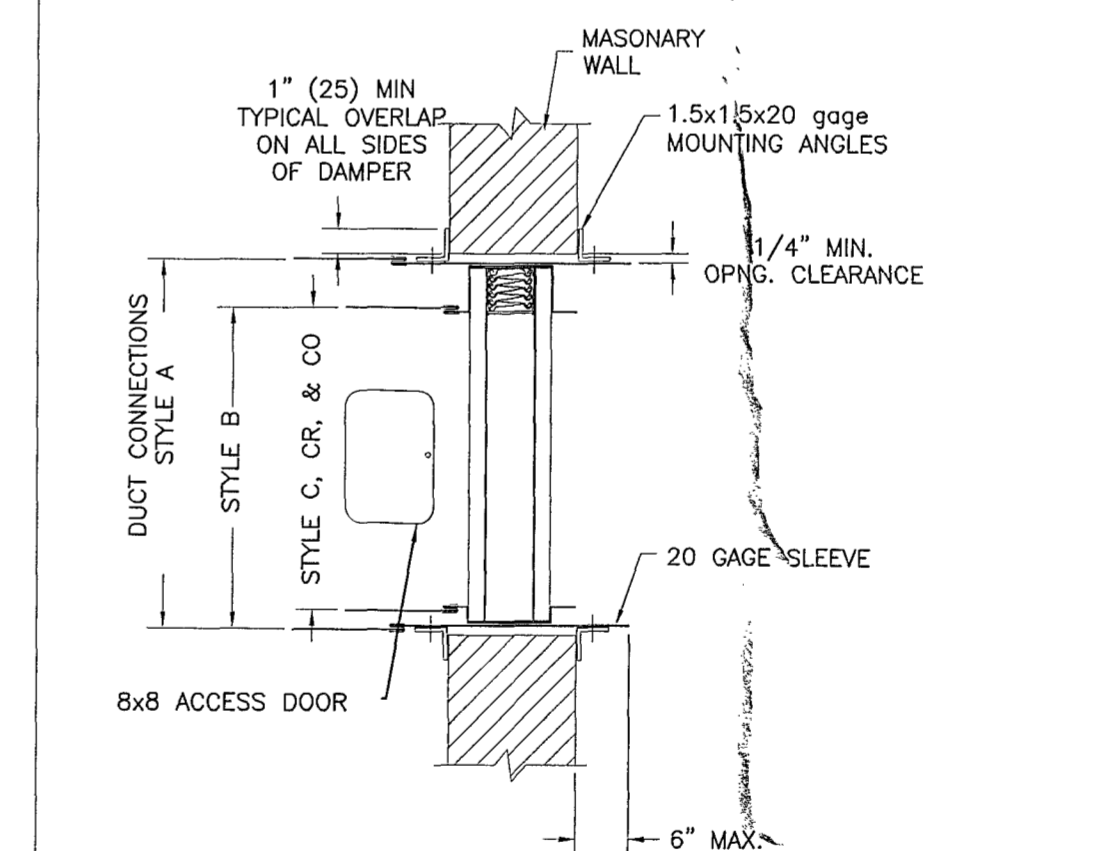 MASONARY
WALL
1" (25) MIN
TYPICAL OVERLAP
ON ALL SIDES
OF DAMPER
1.5x1.5x20 gage
MOUNTING ANGLES
1/4" MIN.
OPNG. CLEARANCE
DUCT CONNECTIONS
STYLE A
STYLE B
STYLE C, CR, & CO
20 GAGE SLEEVE
8x8 ACCESS DOOR
6" MAX.